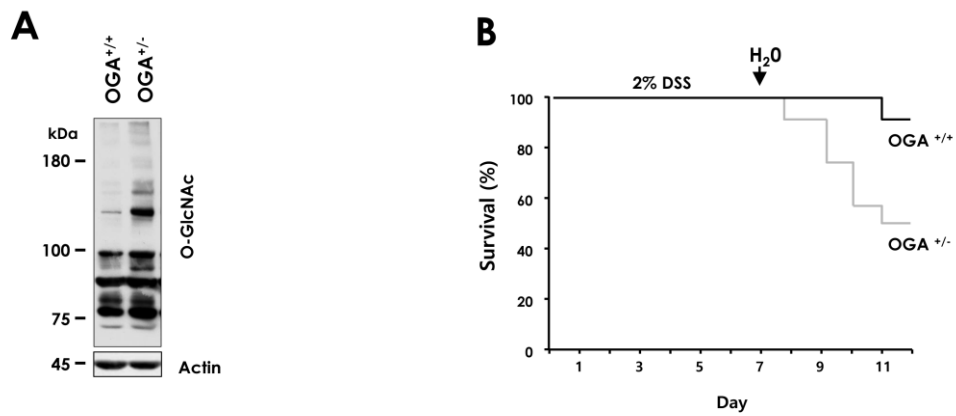 A
OGA+/+
OGA+/-
kDa
180
100
75
45
O-GlcNAc
Actin
B
H20
2% DSS
100
80
60
40
20
0
Survival (%)
OGA +/+
OGA +/-
1 3 5 7 9 11
Day